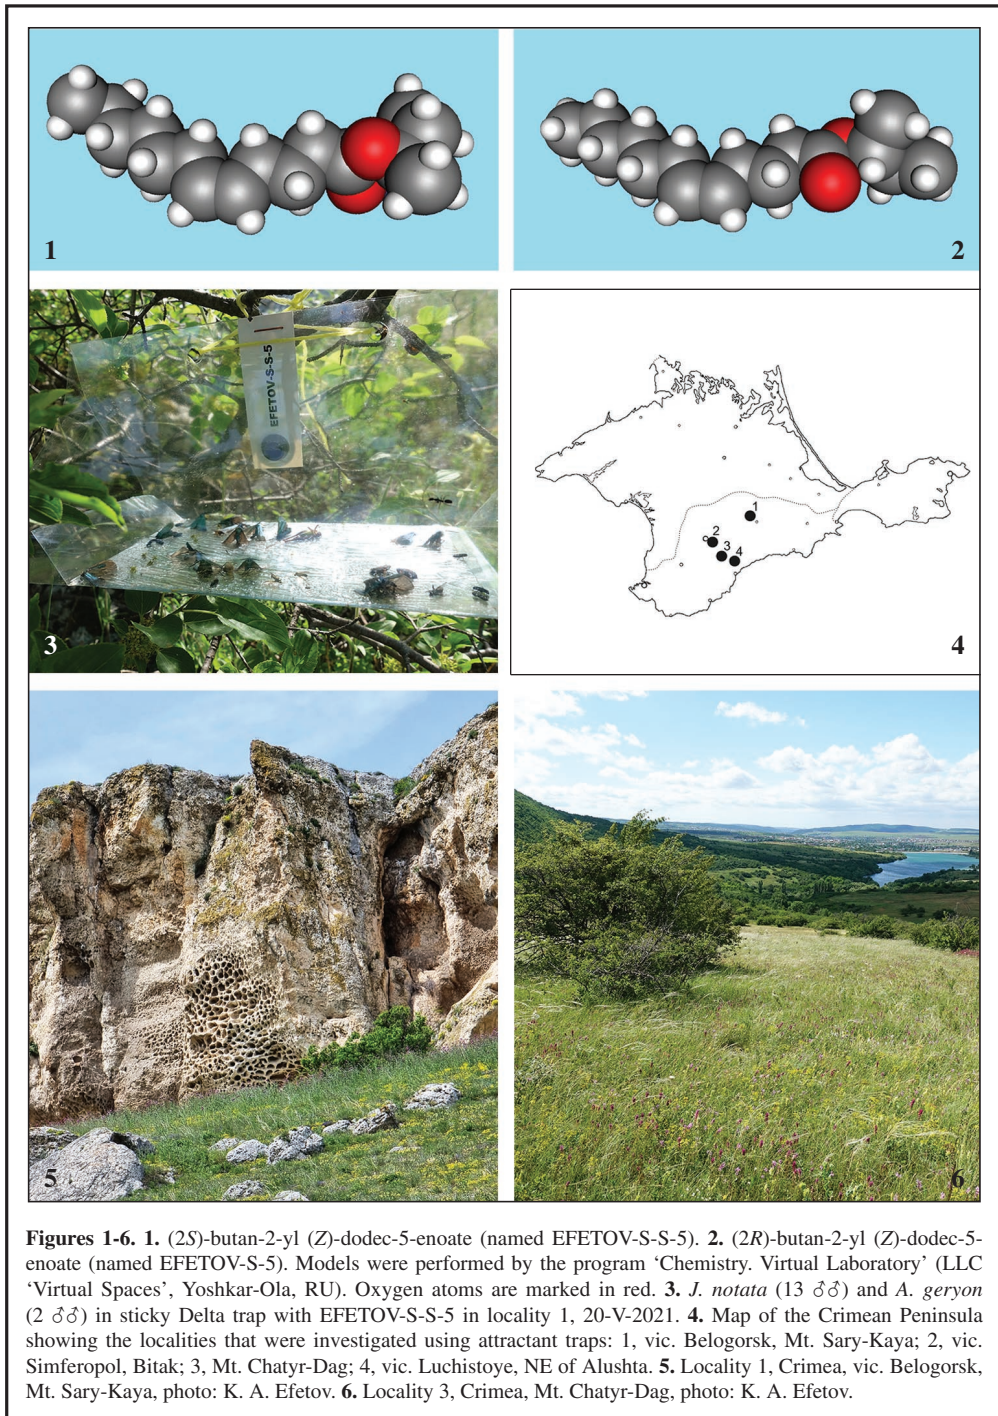 1
2
EFETOV-S-S-5
3
1
2
3
4
4
5
6
Figures 1-6. 1. (2S)-butan-2-yl (Z)-dodec-5-enoate (named EFETOV-S-S-5). 2. (2R)-butan-2-yl (Z)-dodec-5-
enoate (named EFETOV-S-5). Models were performed by the program ‘Chemistry. Virtual Laboratory’ (LLC
‘Virtual Spaces’, Yoshkar-Ola, RU). Oxygen atoms are marked in red. 3. J. notata (13 ♂♂) and A. geryon
(2 ♂♂) in sticky Delta trap with EFETOV-S-S-5 in locality 1, 20-V-2021. 4. Map of the Crimean Peninsula
showing the localities that were investigated using attractant traps: 1, vic. Belogorsk, Mt. Sary-Kaya; 2, vic.
Simferopol, Bitak; 3, Mt. Chatyr-Dag; 4, vic. Luchistoye, NE of Alushta. 5. Locality 1, Crimea, vic. Belogorsk,
Mt. Sary-Kaya, photo: K. A. Efetov. 6. Locality 3, Crimea, Mt. Chatyr-Dag, photo: K. A. Efetov.